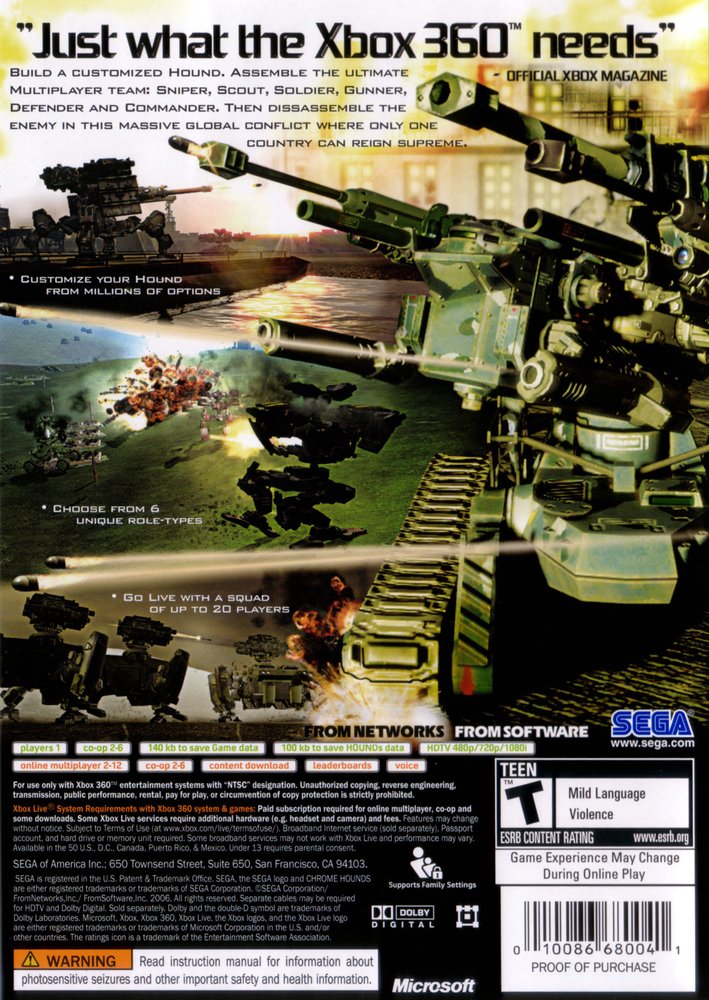 "Just what the Xbox 360™ needs"
- Official Xbox Magazine
Build a customized Hound. Assemble the ultimate
Multiplayer team: Sniper, Scout, Soldier, Gunner,
Defender and Commander. Then dissassemble the
enemy in this massive global conflict where only one
country can reign supreme.
• Customize your Hound
from millions of options
• Choose from 6
unique role-types
• Go Live with a squad
of up to 20 players
FROM NETWORKS FROM SOFTWARE
SEGA
www.sega.com
players 1 co-op 2-6 140 kb to save Game data 100 kb to save HOUNDs data HDTV 480p/720p/1080i
online multiplayer 2-12 co-op 2-6 content download leaderboards voice
For use only with Xbox 360™ entertainment systems with "NTSC" designation. Unauthorized copying, reverse engineering,
transmission, public performance, rental, pay for play, or circumvention of copy protection is strictly prohibited.
Xbox Live® System Requirements with Xbox 360 system & games: Paid subscription required for online multiplayer, co-op and
some downloads. Some Xbox Live services require additional hardware (e.g. headset and camera) and fees. Features may change
without notice. Subject to Terms of Use (at www.xbox.com/live/termsofuse/). Broadband Internet service (sold separately), Passport
account, and hard drive or memory unit required. Some broadband services may not work with Xbox Live and performance may vary.
Available in the 50 U.S., D.C., Canada, Puerto Rico, & Mexico. Under 13 requires parental consent.
SEGA of America Inc.; 650 Townsend Street, Suite 650, San Francisco, CA 94103.
SEGA is registered in the U.S. Patent & Trademark Office. SEGA, the SEGA logo and CHROME HOUNDS
are either registered trademarks or trademarks of SEGA Corporation. ©SEGA Corporation/
FromNetworks,Inc./ FromSoftware,Inc. 2006. All rights reserved. Separate cables may be required
for HDTV and Dolby Digital. Sold separately. Dolby and the double-D symbol are trademarks of
Dolby Laboratories. Microsoft, Xbox, Xbox 360, Xbox Live, the Xbox logos, and the Xbox Live logo
are either registered trademarks or trademarks of Microsoft Corporation in the U.S. and/or
other countries. The ratings icon is a trademark of the Entertainment Software Association.
Supports Family Settings
DOLBY
DIGITAL
WARNING Read instruction manual for information about
photosensitive seizures and other important safety and health information.
Microsoft
TEEN
T™
Mild Language
Violence
ESRB CONTENT RATING www.esrb.org
Game Experience May Change
During Online Play
0 10086 68004 1
PROOF OF PURCHASE